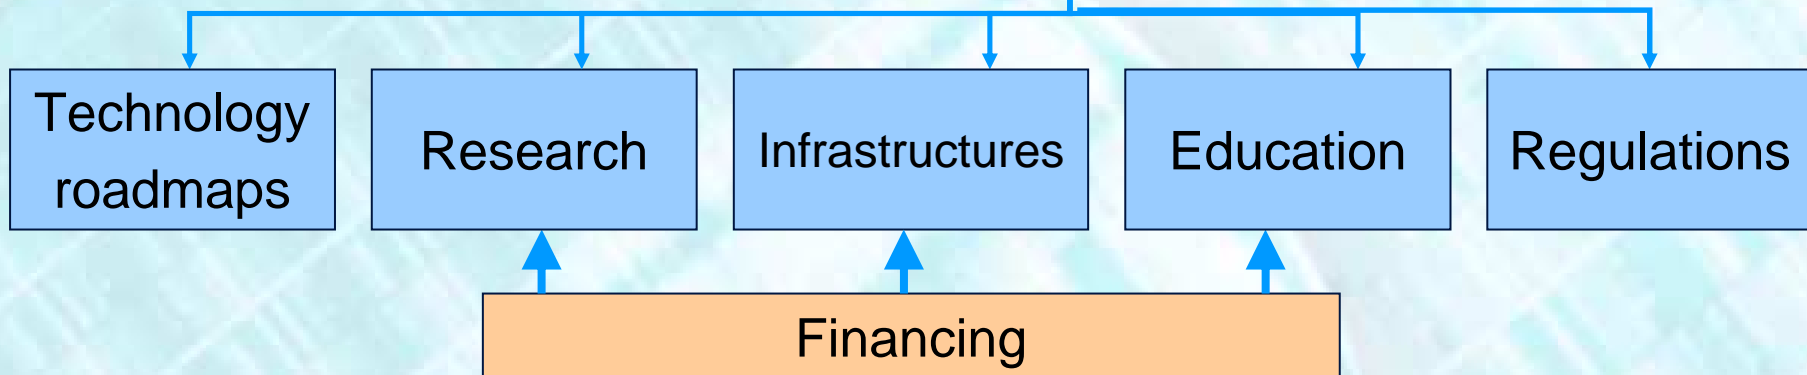 Technology
roadmaps
Research
Infrastructures
Education
Regulations
Financing